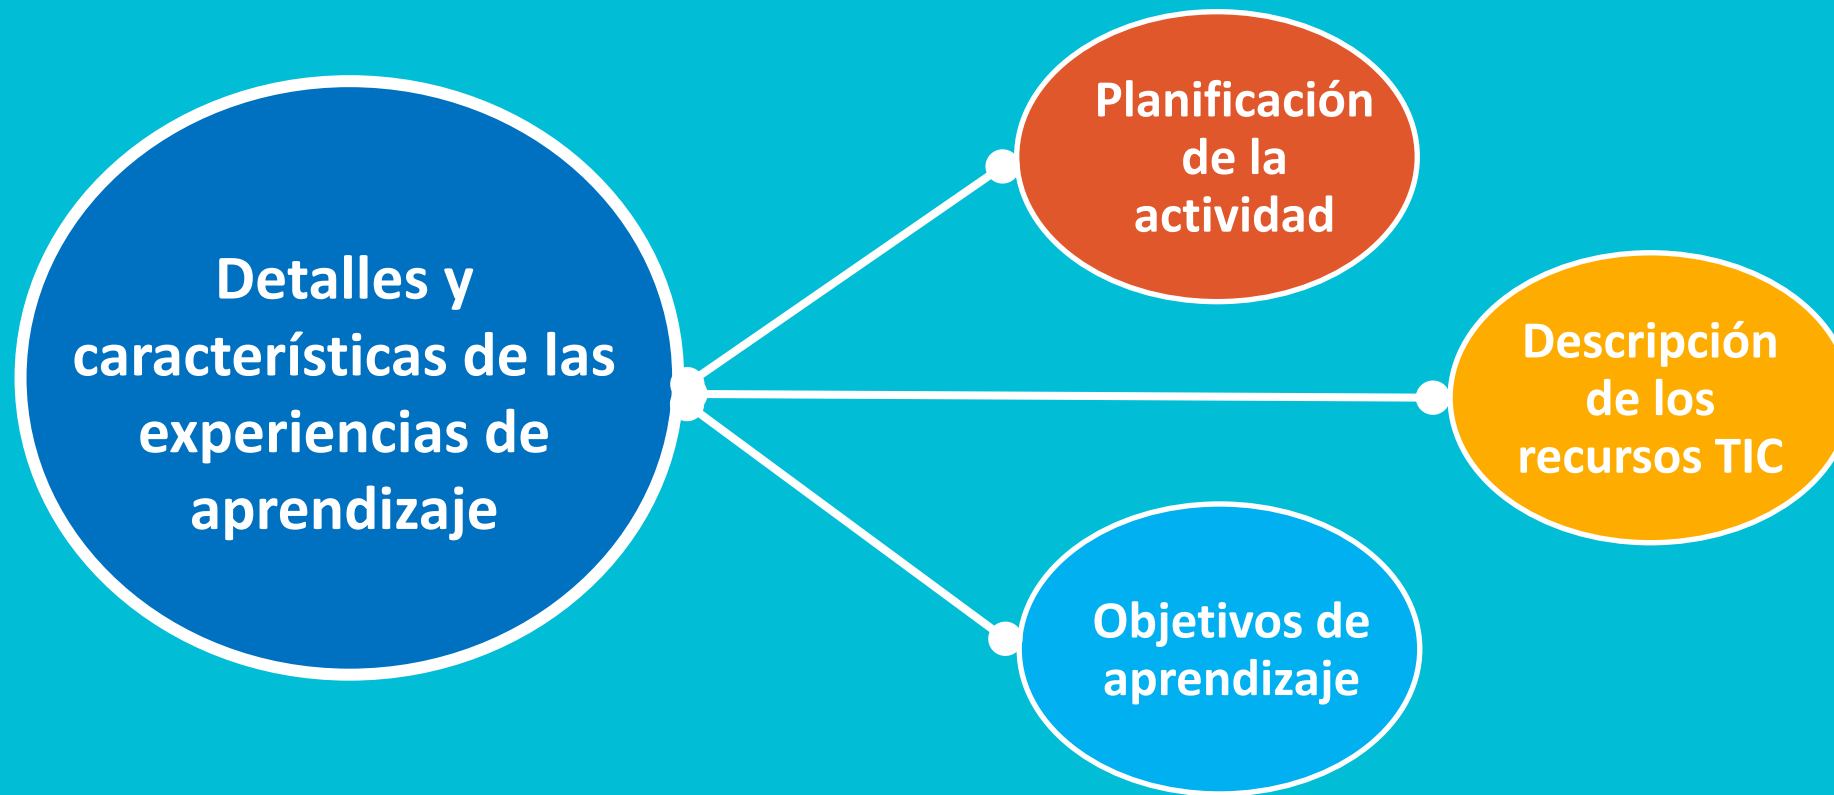 Detalles y
características de las
experiencias de
aprendizaje
Planificación
de la
actividad
Descripción
de los
recursos TIC
Objetivos de
aprendizaje